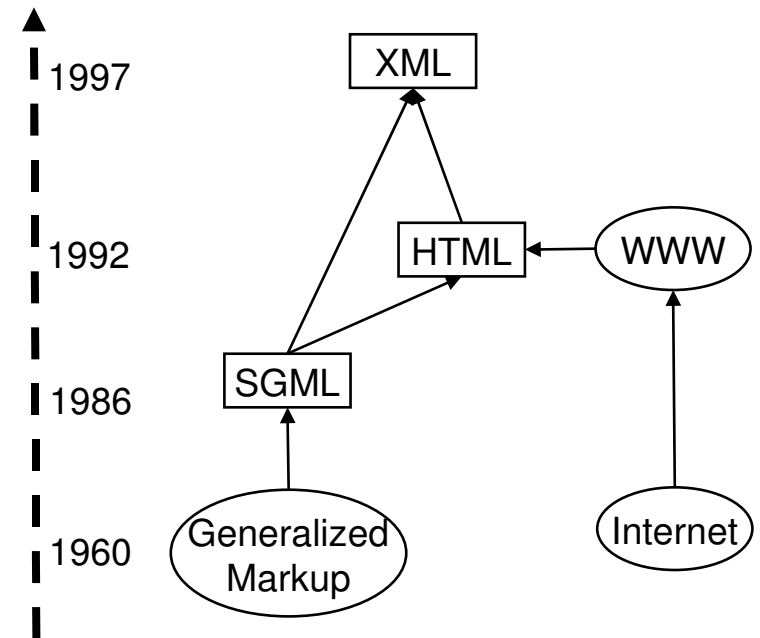 1997
XML
1992
HTML
WWW
SGML
1986
Generalized
Markup
1960
Internet